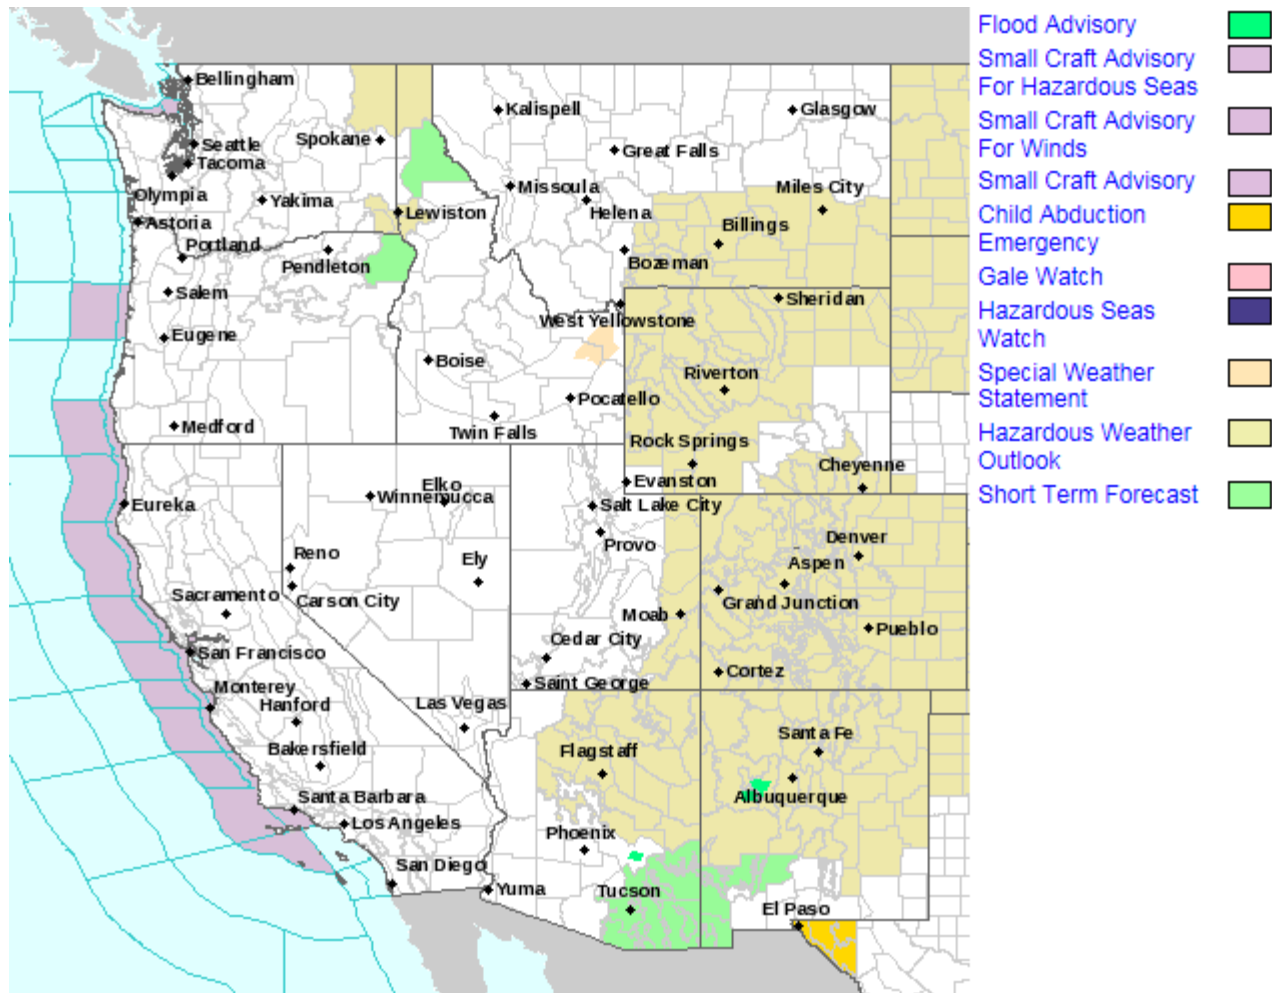 Flood Advisory
Small Craft Advisory
For Hazardous Seas
Small Craft Advisory
For Winds
Small Craft Advisory
Child Abduction
Emergency
Gale Watch
Hazardous Seas
Watch
Special Weather
Statement
Hazardous Weather
Outlook
Short Term Forecast
Bellingham
Kalispell
Glasgow
Spokane
Seattle
Great Falls
Tacoma
Missoula
Miles City
Olympia
Yakima
Lewiston
Helena
Astoria
Billings
Portland
Pendleton
Bozeman
Salem
Sheridan
West Yellowstone
Eugene
Boise
Riverton
Pocatello
Medford
Twin Falls
Rock Springs
Cheyenne
Elko
Evanston
Winnemucca
Eureka
Salt Lake City
Denver
Provo
Reno
Ely
Aspen
Sacramento
Carson City
Grand Junction
Moab
Pueblo
Cedar City
San Francisco
Cortez
Saint George
Monterey
Hanford
Las Vegas
Santa Fe
Bakersfield
Flagstaff
Santa Barbara
Albuquerque
Los Angeles
Phoenix
San Diego
Yuma
Tucson
El Paso